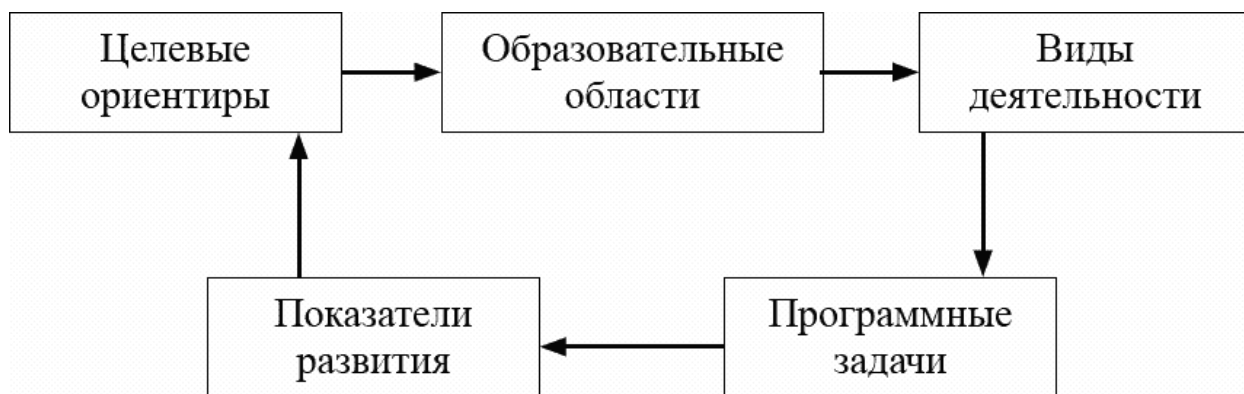 Целевые
ориентиры
Образовательные
области
Виды
деятельности
Показатели
развития
Программные
задачи